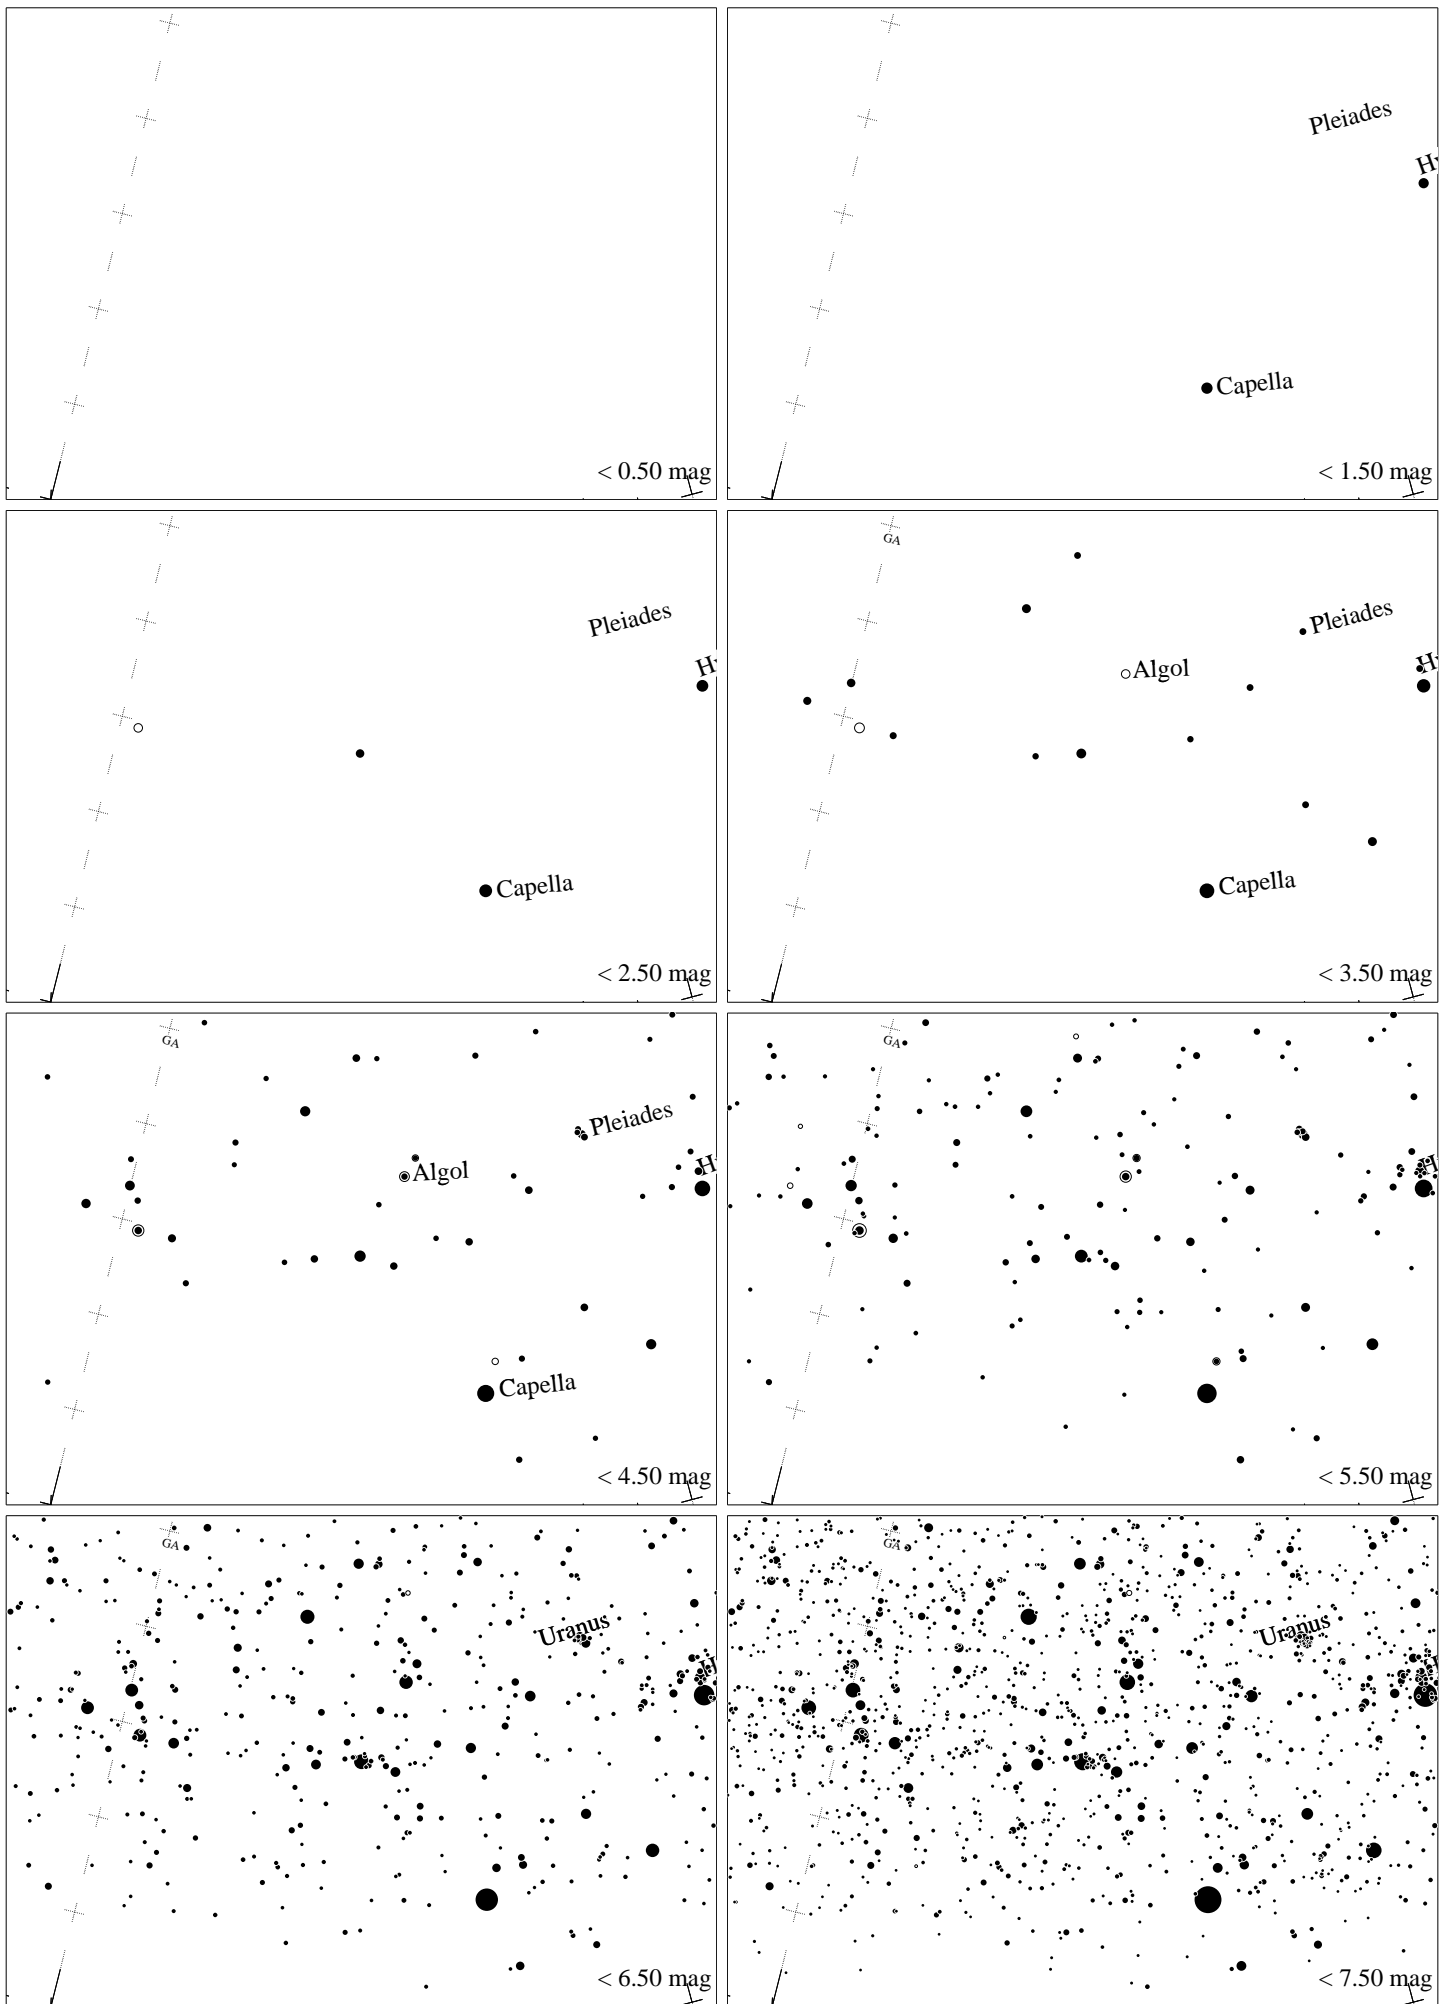 < 0.50 mag
Pleiades
Capella
< 1.50 mag
Pleiades
Capella
< 2.50 mag
GA
Pleiades
Algol
Capella
< 3.50 mag
GA
Pleiades
Algol
Capella
< 4.50 mag
GA
< 5.50 mag
GA
Uranus
< 6.50 mag
GA
Uranus
< 7.50 mag